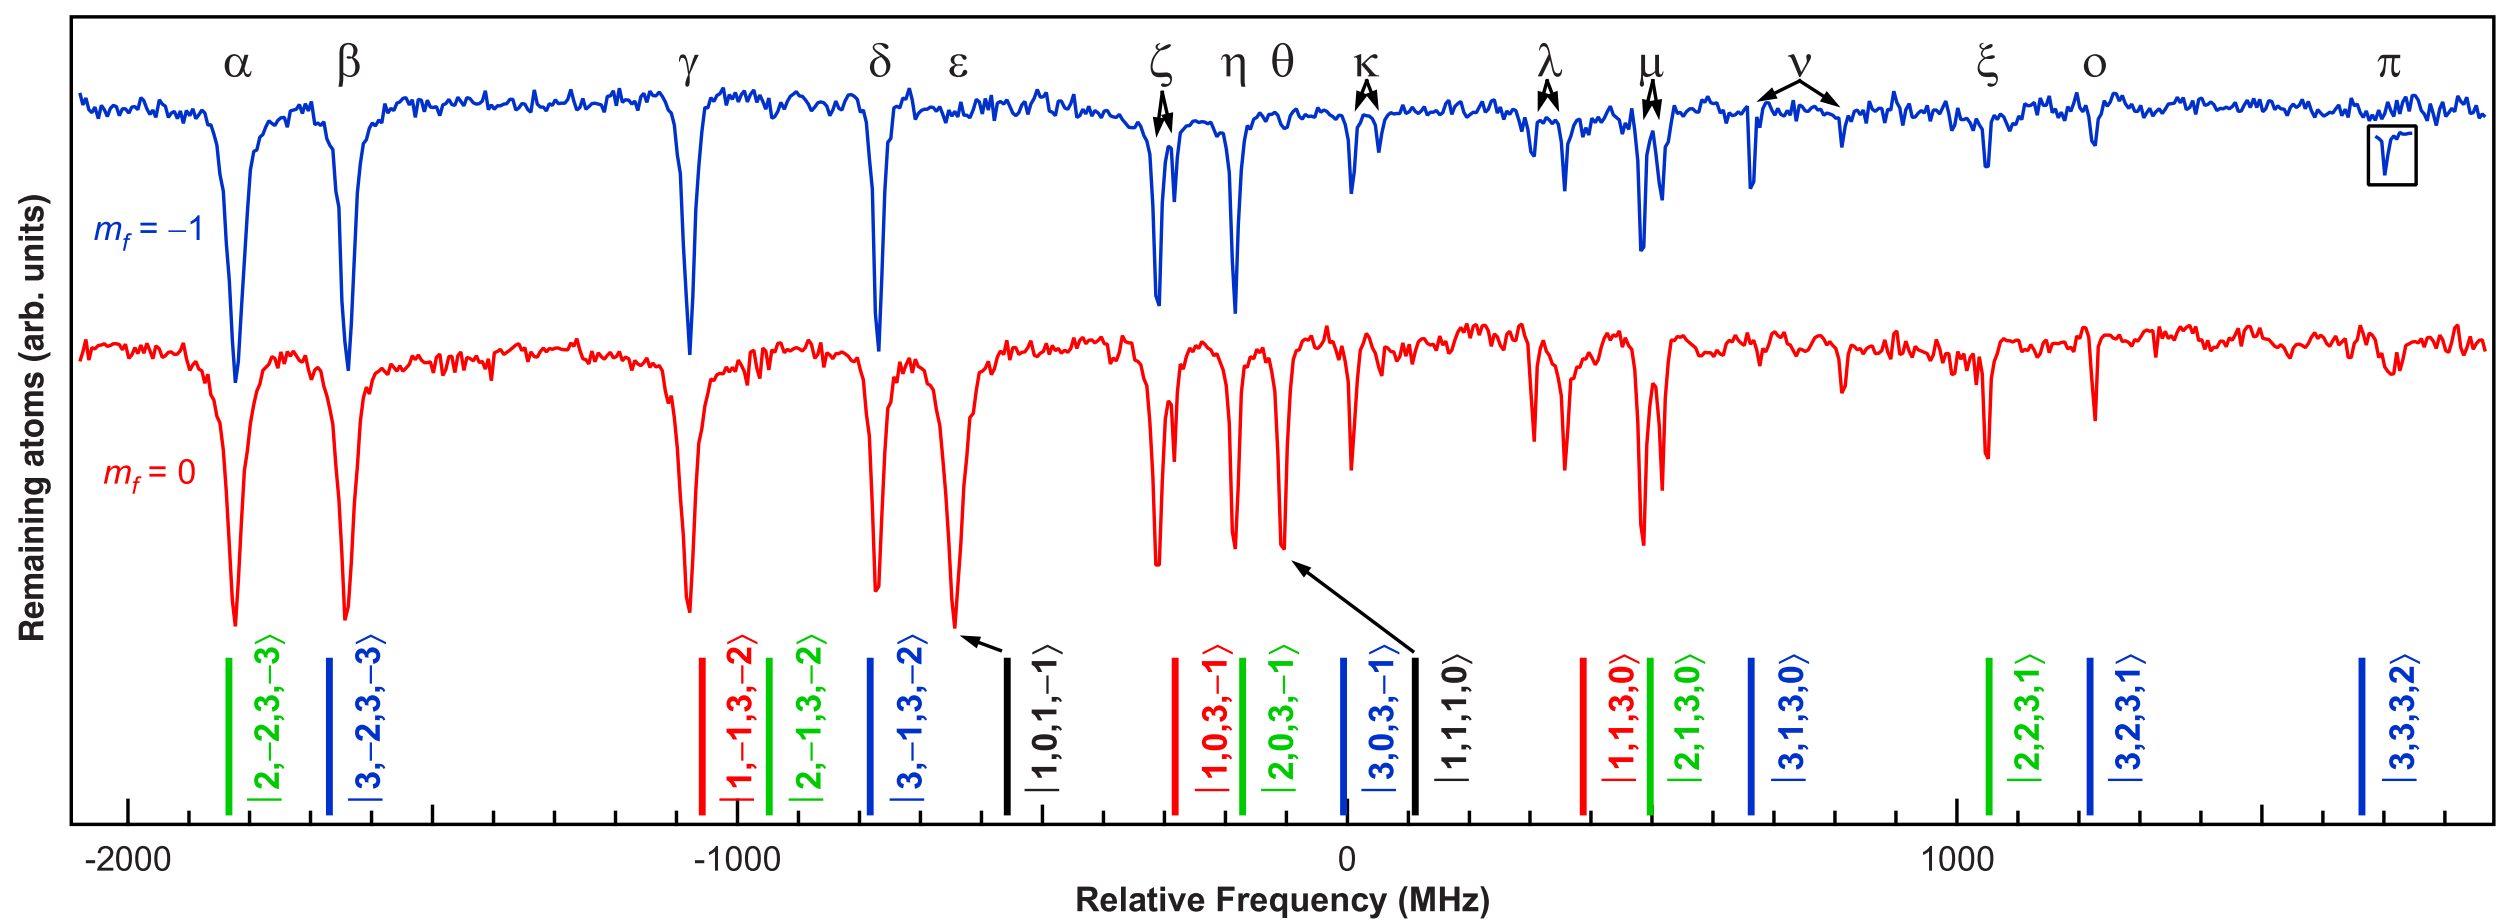 α β γ δ ε ζ η θ κ λ μ ν ξ ο π
Remaining atoms (arb. units)
m_f = −1
m_f = 0
|2,−2,3,−3⟩
|3,−2,3,−3⟩
|1,−1,3,−2⟩
|2,−1,3,−2⟩
|3,−1,3,−2⟩
|1,0,1,−1⟩
|1,0,3,−1⟩
|2,0,3,−1⟩
|3,0,3,−1⟩
|1,1,1,0⟩
|1,1,3,0⟩
|2,1,3,0⟩
|3,1,3,0⟩
|2,2,3,1⟩
|3,2,3,1⟩
|3,3,3,2⟩
-2000 -1000 0 1000
Relative Frequency (MHz)